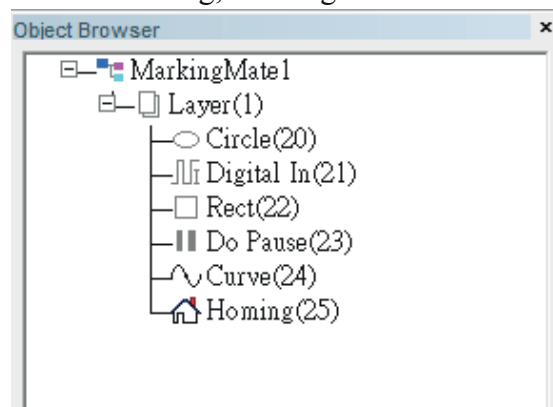 Object Browser
MarkingMate1
Layer(1)
Circle(20)
Digital In(21)
Rect(22)
Do Pause(23)
Curve(24)
Homing(25)